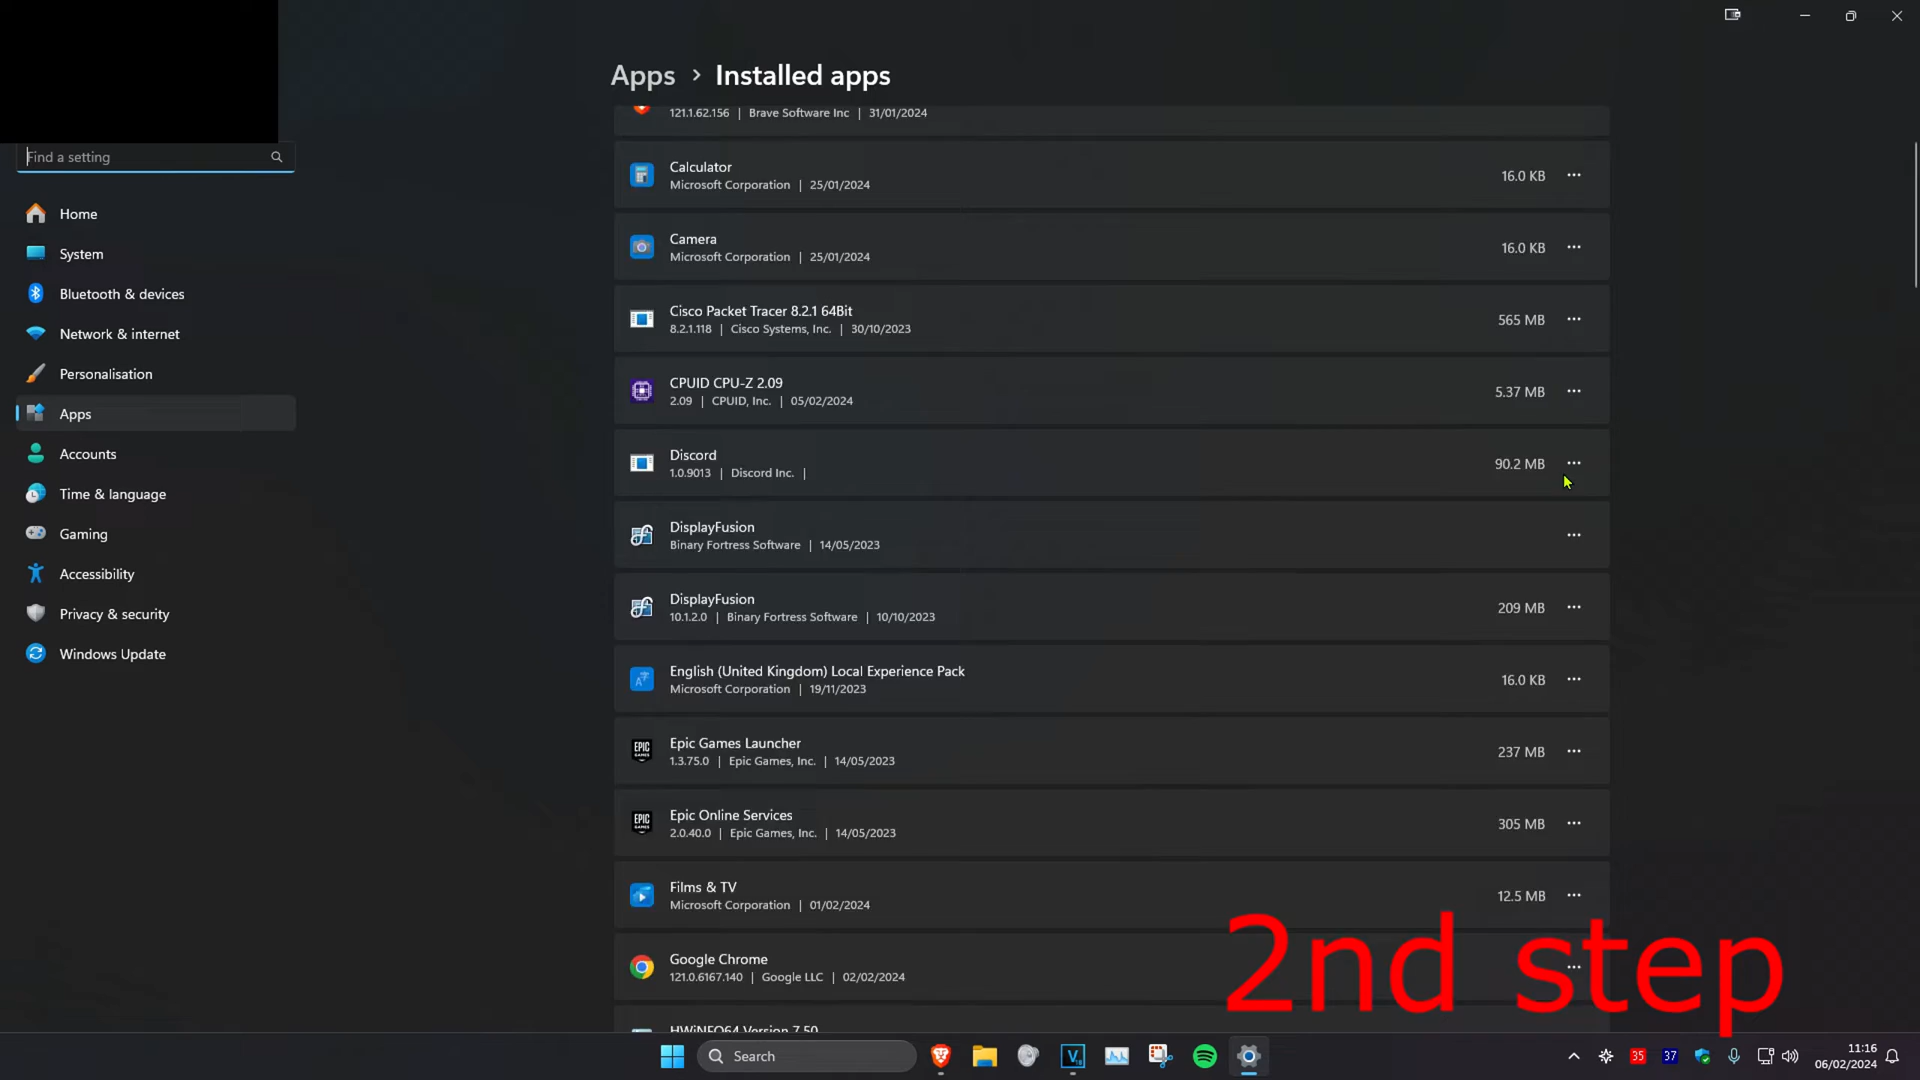 Apps > Installed apps
121.1.62.156 | Brave Software Inc | 31/01/2024
Find a setting
Home
System
Bluetooth & devices
Network & internet
Personalisation
Apps
Accounts
Time & language
Gaming
Accessibility
Privacy & security
Windows Update
Calculator
Microsoft Corporation | 25/01/2024
16.0 KB
Camera
Microsoft Corporation | 25/01/2024
16.0 KB
Cisco Packet Tracer 8.2.1 64Bit
8.2.1.118 | Cisco Systems, Inc. | 30/10/2023
565 MB
CPUID CPU-Z 2.09
2.09 | CPUID, Inc. | 05/02/2024
5.37 MB
Discord
1.0.9013 | Discord Inc. |
90.2 MB
DisplayFusion
Binary Fortress Software | 14/05/2023
DisplayFusion
10.1.2.0 | Binary Fortress Software | 10/10/2023
209 MB
English (United Kingdom) Local Experience Pack
Microsoft Corporation | 19/11/2023
16.0 KB
Epic Games Launcher
1.3.75.0 | Epic Games, Inc. | 14/05/2023
237 MB
Epic Online Services
2.0.40.0 | Epic Games, Inc. | 14/05/2023
305 MB
Films & TV
Microsoft Corporation | 01/02/2024
12.5 MB
Google Chrome
121.0.6167.140 | Google LLC | 02/02/2024
HWiNFO64 Version 7.50
2nd step
Search
35
37
11:16
06/02/2024